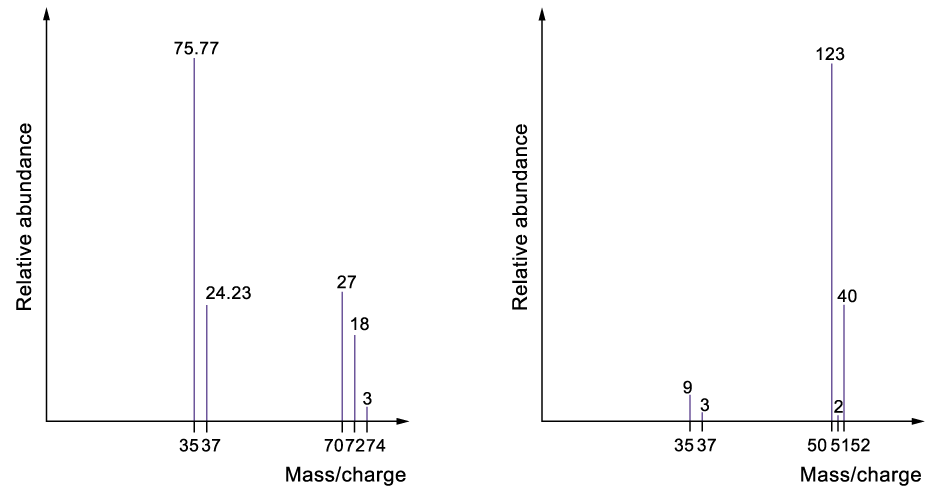 Relative abundance
75.77
24.23
27
18
3
35 37
70 72 74
Mass/charge
Relative abundance
123
40
9
3
2
35 37
50 51 52
Mass/charge